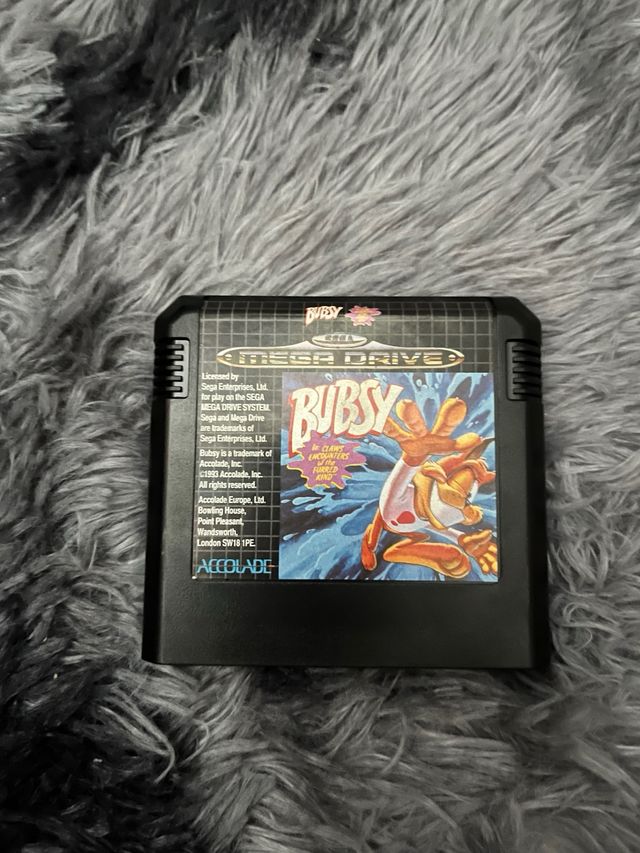 BUBSY
SEGA
MEGA DRIVE
Licensed by
Sega Enterprises, Ltd.
for play on the SEGA
MEGA DRIVE SYSTEM.
Sega and Mega Drive
are trademarks of
Sega Enterprises, Ltd.
Bubsy is a trademark of
Accolade, Inc.
©1993 Accolade, Inc.
All rights reserved.
Accolade Europe, Ltd.
Bowling House,
Point Pleasant,
Wandsworth,
London SW18 1PE.
ACCOLADE
BUBSY
in: CLAWS
ENCOUNTERS
of the
FURRED
KIND